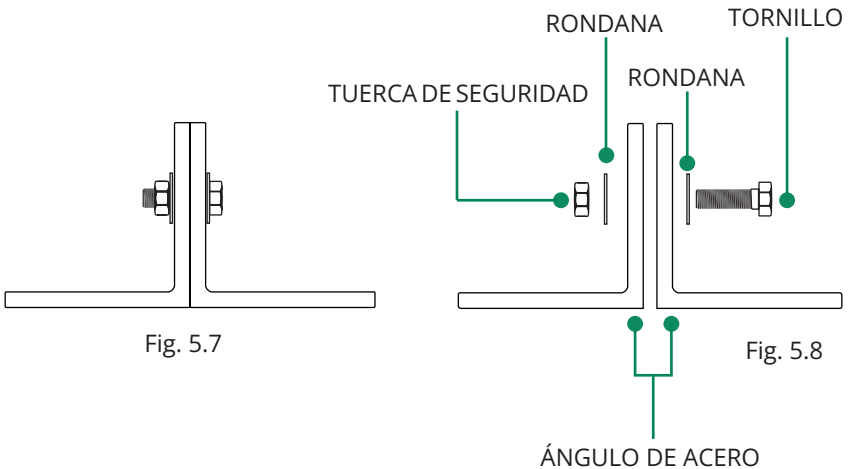 RONDANA
TORNILLO
RONDANA
TUERCA DE SEGURIDAD
Fig. 5.7
Fig. 5.8
ÁNGULO DE ACERO